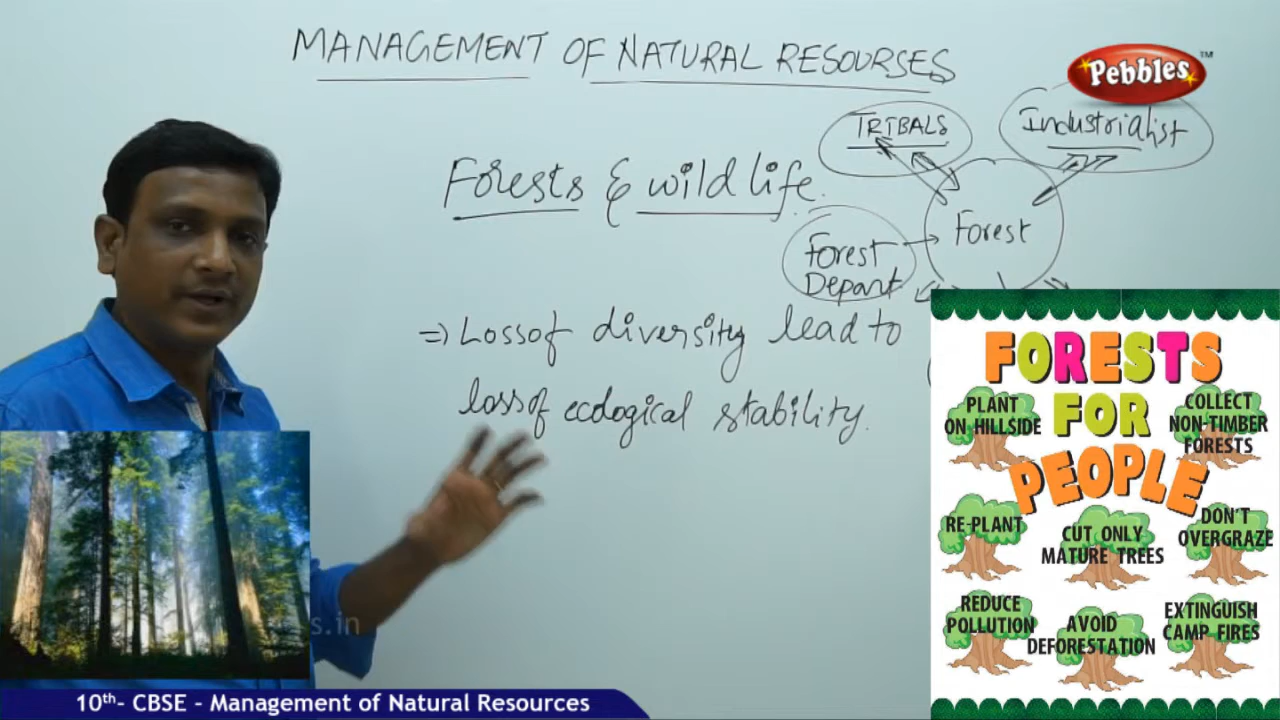 MANAGEMENT OF NATURAL RESOURSES
Pebbles™
TRIBALS
Industrialist
Forests & wild life.
Forest
Forest
Depart
=> Loss of diversity lead to
loss of ecological stability.
FORESTS
FOR
PEOPLE
PLANT
ON HILLSIDE
COLLECT
NON-TIMBER
FORESTS
RE-PLANT
CUT ONLY
MATURE TREES
DON'T
OVERGRAZE
REDUCE
POLLUTION
AVOID
DEFORESTATION
EXTINGUISH
CAMP FIRES
s.in
10th- CBSE - Management of Natural Resources